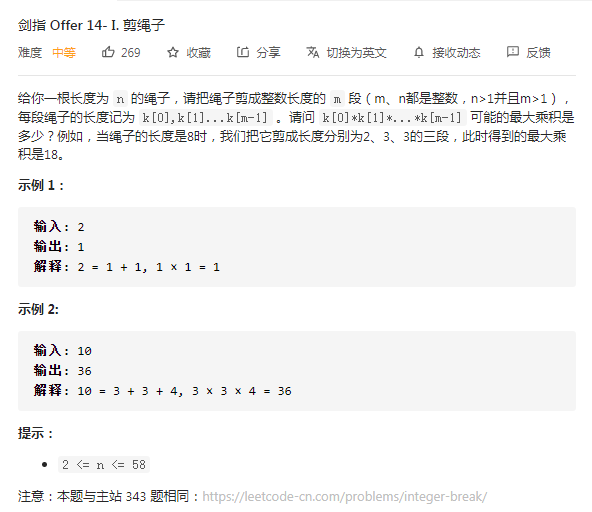 剑指 Offer 14- I. 剪绳子
难度 中等 269 收藏 分享 切换为英文 接收动态 反馈
给你一根长度为 n 的绳子，请把绳子剪成整数长度的 m 段（m、n都是整数，n>1并且m>1），
每段绳子的长度记为 k[0],k[1]...k[m-1] 。请问 k[0]*k[1]*...*k[m-1] 可能的最大乘积是
多少？例如，当绳子的长度是8时，我们把它剪成长度分别为2、3、3的三段，此时得到的最大乘
积是18。
示例 1：
输入: 2
输出: 1
解释: 2 = 1 + 1, 1 × 1 = 1
示例 2:
输入: 10
输出: 36
解释: 10 = 3 + 3 + 4, 3 × 3 × 4 = 36
提示：
• 2 <= n <= 58
注意：本题与主站 343 题相同：https://leetcode-cn.com/problems/integer-break/